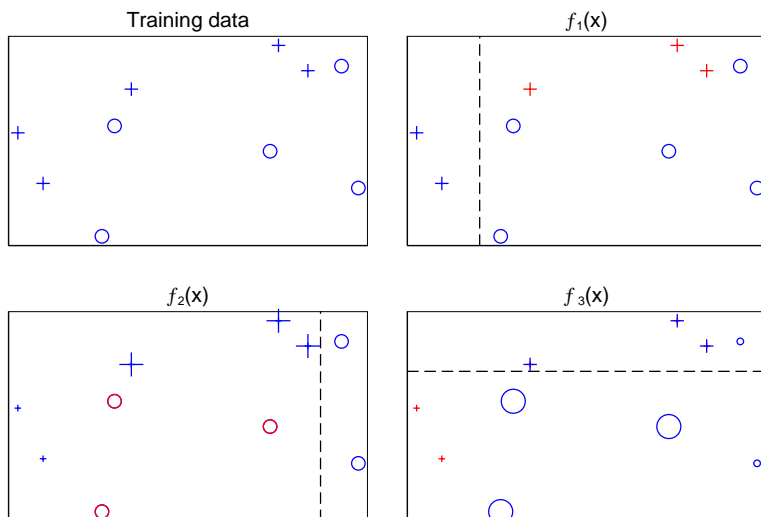 Training data
f₁(x)
f₂(x)
f₃(x)